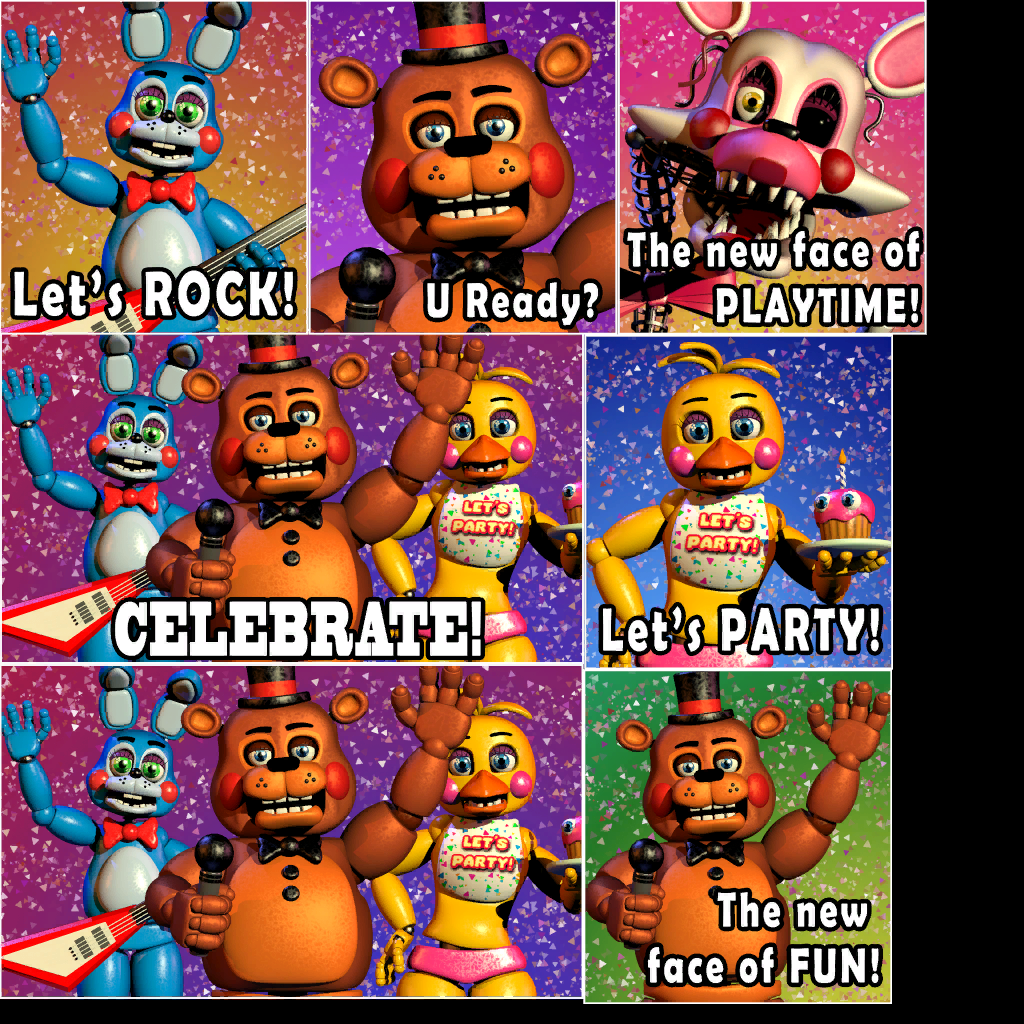 Let's ROCK!
U Ready?
The new face of
PLAYTIME!
LET'S
PARTY!
CELEBRATE!
LET'S
PARTY!
Let's PARTY!
LET'S
PARTY!
The new
face of FUN!